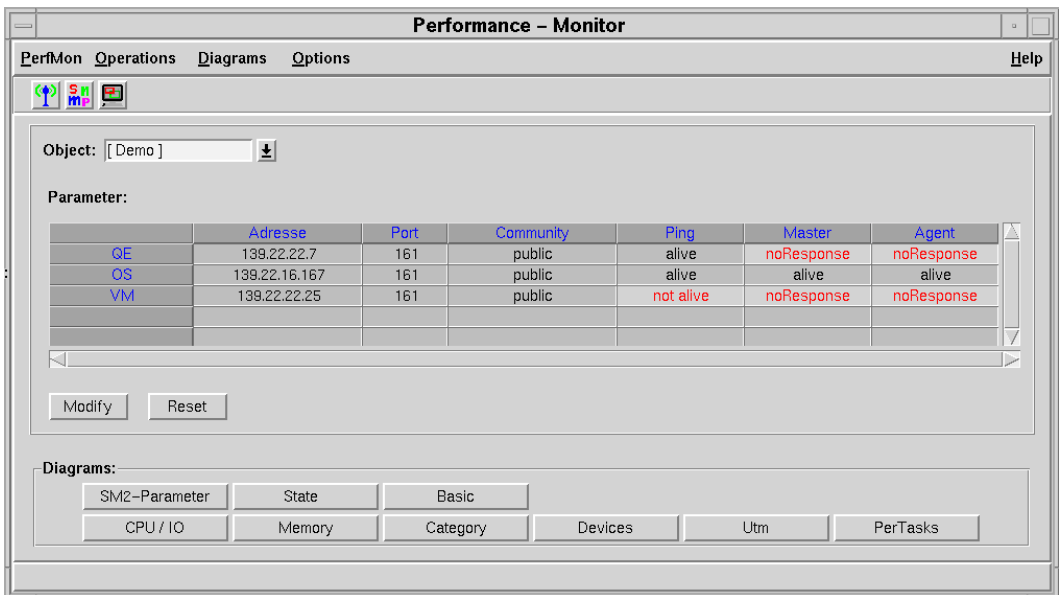 Performance – Monitor
PerfMon Operations Diagrams Options Help
S N M P
Object: [ Demo ]
Parameter:
Adresse Port Community Ping Master Agent
QE 139.22.22.7 161 public alive noResponse noResponse
OS 139.22.16.167 161 public alive alive alive
VM 139.22.22.25 161 public not alive noResponse noResponse
Modify Reset
Diagrams:
SM2–Parameter State Basic
CPU / IO Memory Category Devices Utm PerTasks